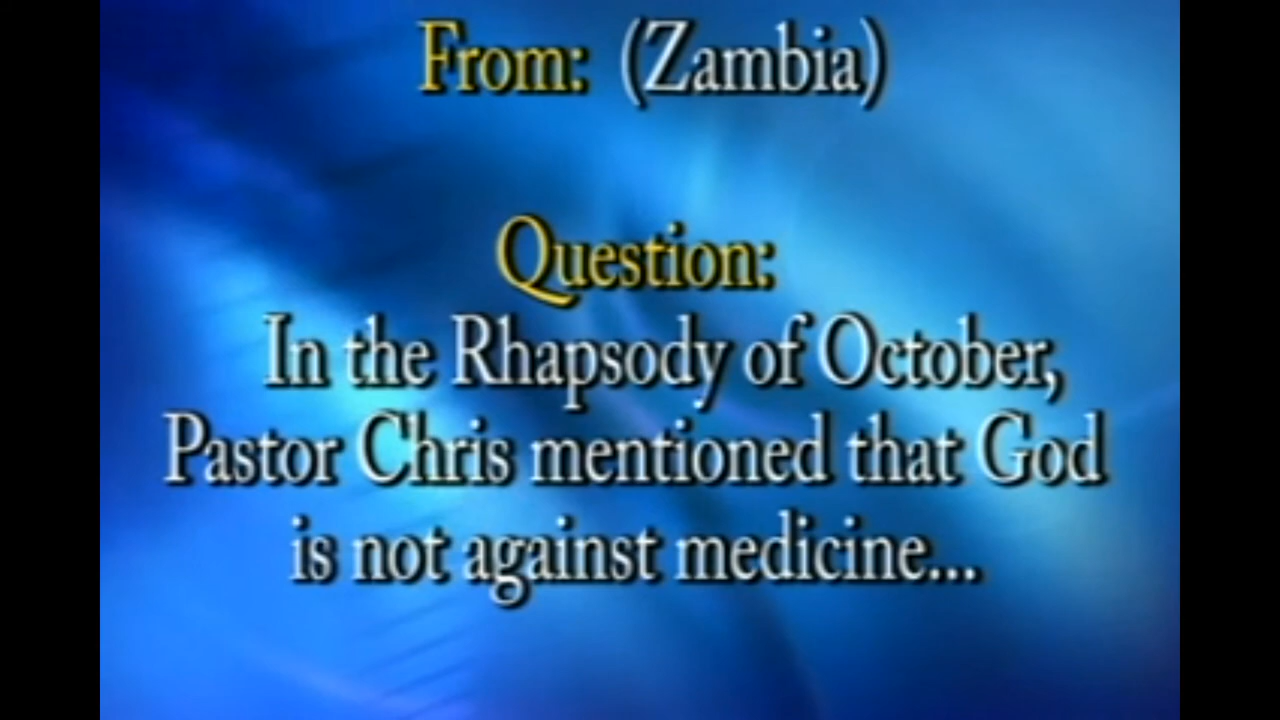 From: (Zambia)
Question:
In the Rhapsody of October,
Pastor Chris mentioned that God
is not against medicine...